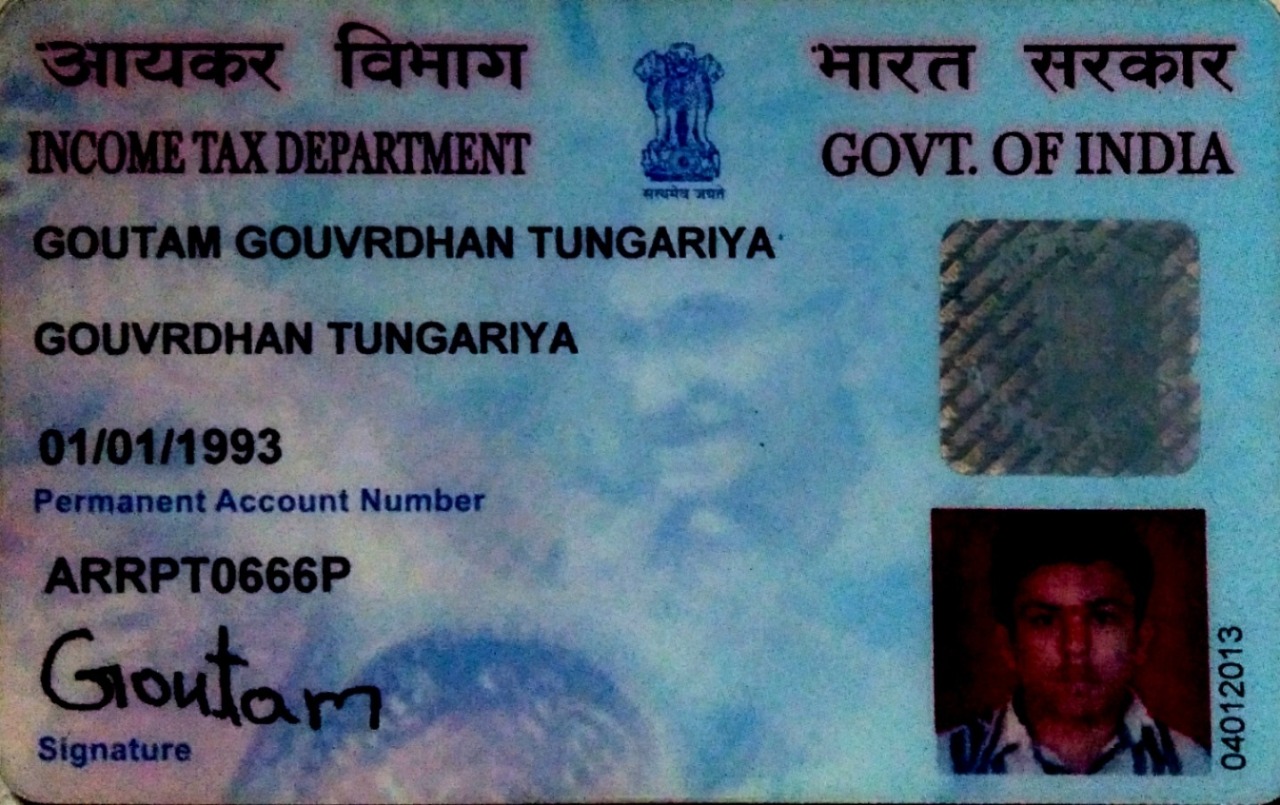 आयकर विभाग
INCOME TAX DEPARTMENT
सत्यमेव जयते
भारत सरकार
GOVT. OF INDIA
GOUTAM GOUVRDHAN TUNGARIYA
GOUVRDHAN TUNGARIYA
01/01/1993
Permanent Account Number
ARRPT0666P
Goutam
Signature
04012013